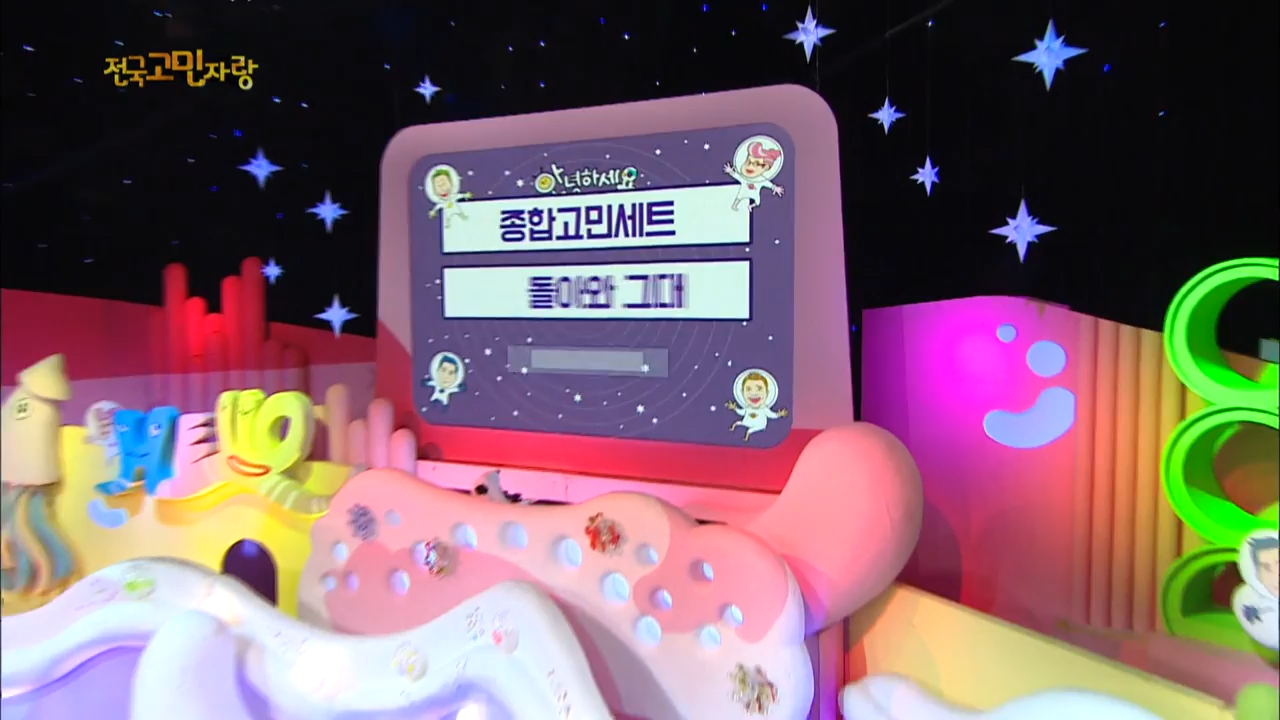 전국고민자랑
안녕하세요
종합고민세트
돌아와 그대